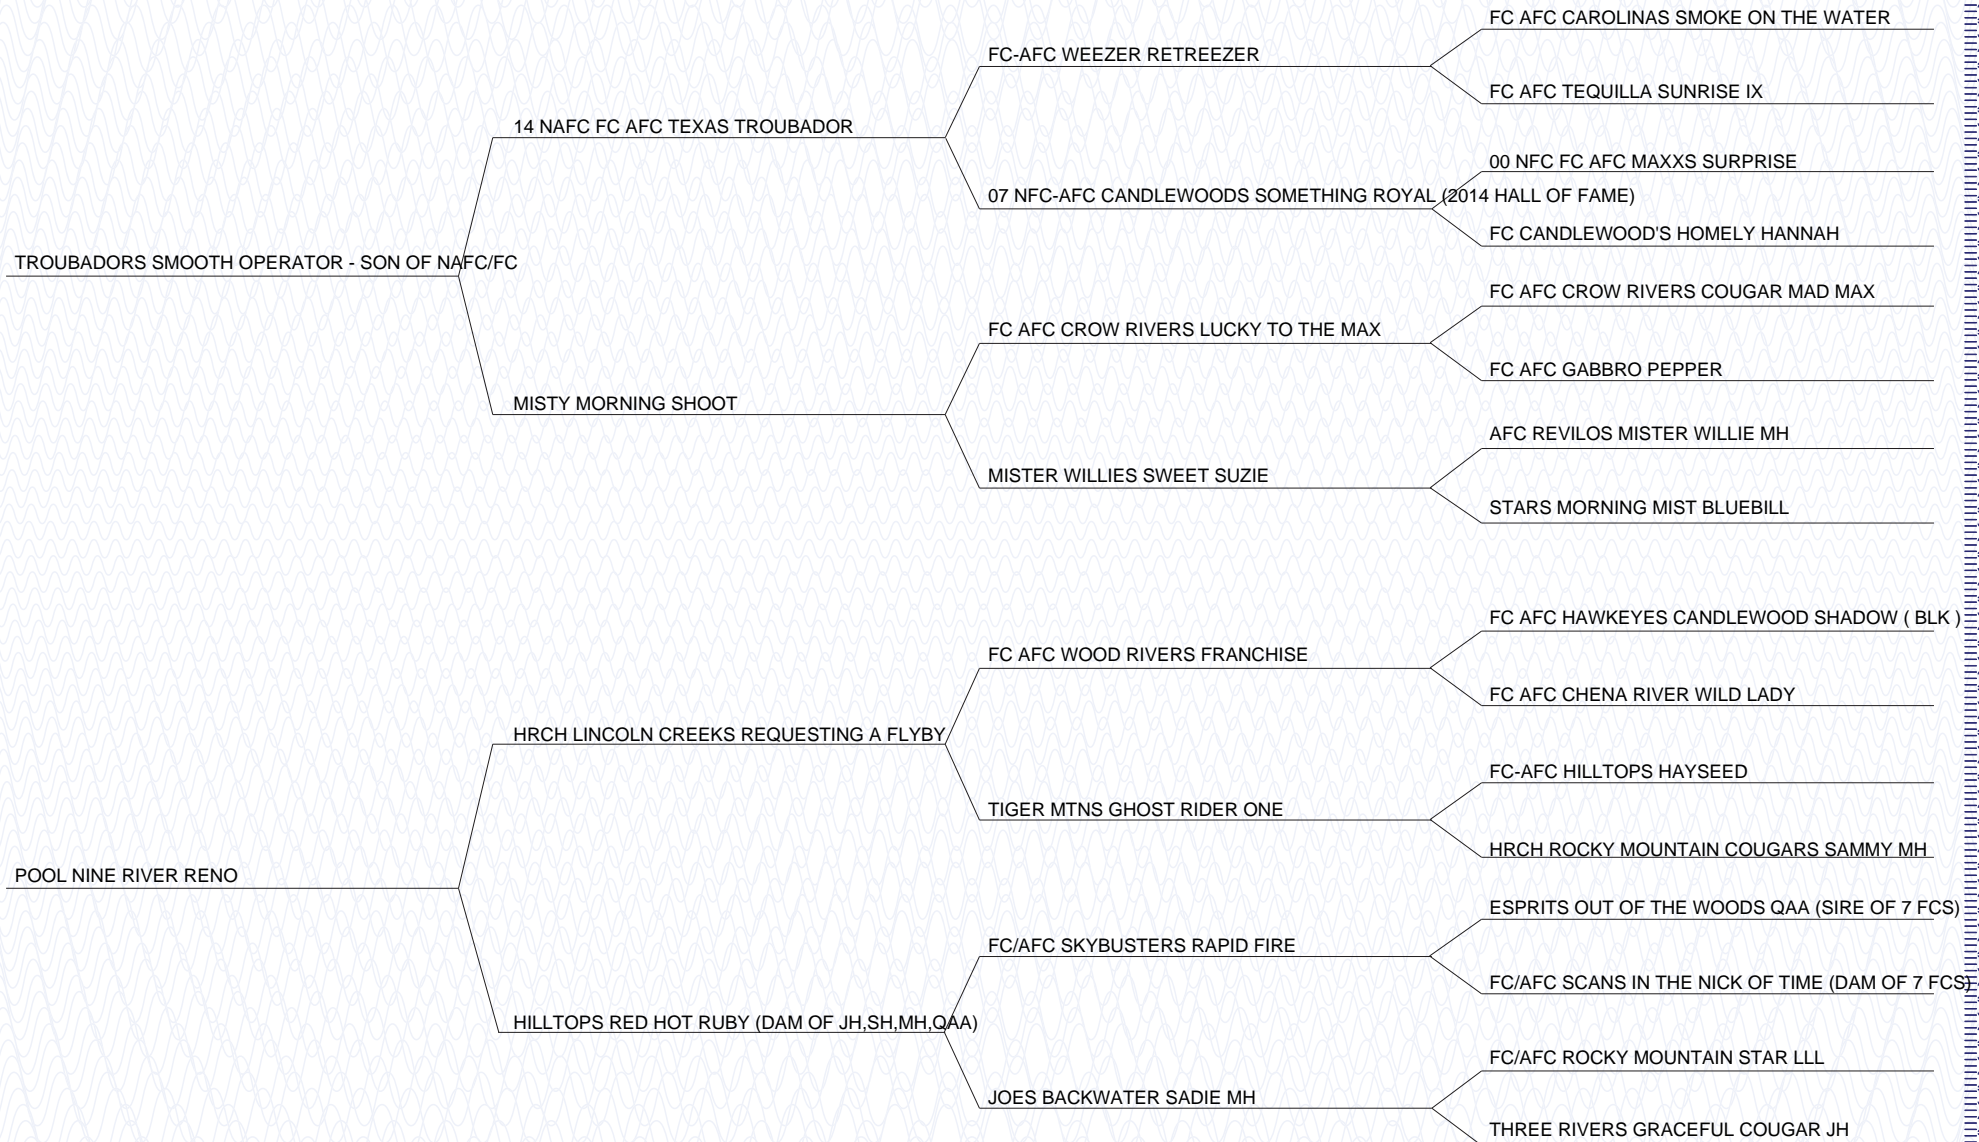 FC AFC CAROLINAS SMOKE ON THE WATER
FC-AFC WEEZER RETREEZER
FC AFC TEQUILLA SUNRISE IX
14 NAFC FC AFC TEXAS TROUBADOR
00 NFC FC AFC MAXXS SURPRISE
07 NFC-AFC CANDLEWOODS SOMETHING ROYAL (2014 HALL OF FAME)
FC CANDLEWOOD'S HOMELY HANNAH
TROUBADORS SMOOTH OPERATOR - SON OF NAFC/FC
FC AFC CROW RIVERS COUGAR MAD MAX
FC AFC CROW RIVERS LUCKY TO THE MAX
FC AFC GABBRO PEPPER
MISTY MORNING SHOOT
AFC REVILOS MISTER WILLIE MH
MISTER WILLIES SWEET SUZIE
STARS MORNING MIST BLUEBILL
FC AFC HAWKEYES CANDLEWOOD SHADOW ( BLK )
FC AFC WOOD RIVERS FRANCHISE
FC AFC CHENA RIVER WILD LADY
HRCH LINCOLN CREEKS REQUESTING A FLYBY
FC-AFC HILLTOPS HAYSEED
TIGER MTNS GHOST RIDER ONE
HRCH ROCKY MOUNTAIN COUGARS SAMMY MH
POOL NINE RIVER RENO
ESPRITS OUT OF THE WOODS QAA (SIRE OF 7 FCS)
FC/AFC SKYBUSTERS RAPID FIRE
FC/AFC SCANS IN THE NICK OF TIME (DAM OF 7 FCS)
HILLTOPS RED HOT RUBY (DAM OF JH,SH,MH,QAA)
FC/AFC ROCKY MOUNTAIN STAR LLL
JOES BACKWATER SADIE MH
THREE RIVERS GRACEFUL COUGAR JH